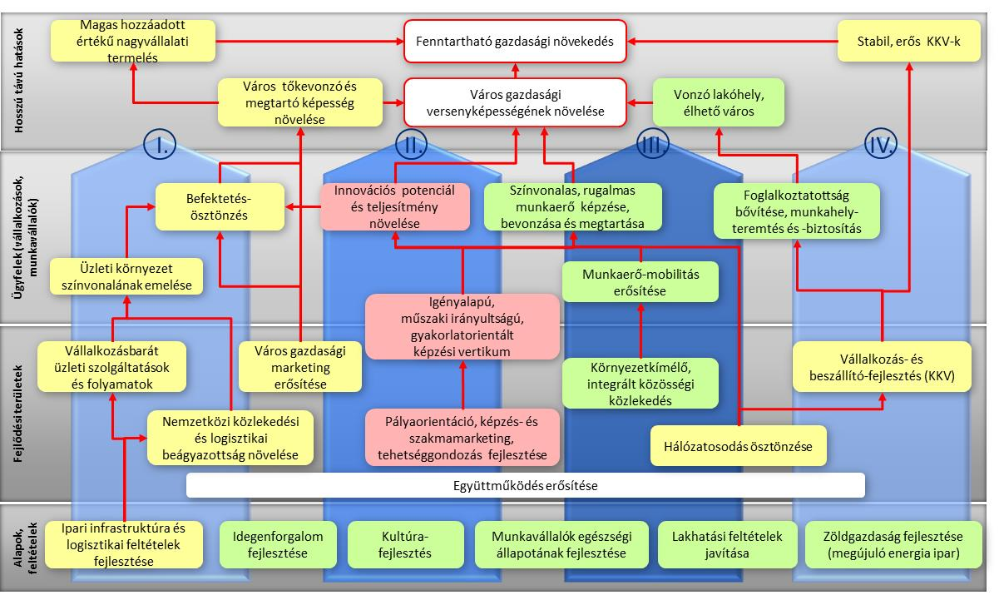 Hosszú távú hatások
Magas hozzáadott
értékű nagyvállalati
termelés
Fenntartható gazdasági növekedés
Stabil, erős KKV-k
Város tőkevonzó és
megtartó képesség
növelése
Város gazdasági
versenyképességének növelése
Vonzó lakóhely,
élhető város
I.
II.
III.
IV.
Ügyfelek (vállalkozások,
munkavállalók)
Befektetés-
ösztönzés
Innovációs potenciál
és teljesítmény
növelése
Színvonalas, rugalmas
munkaerő képzése,
bevonzása és megtartása
Foglalkoztatottság
bővítése, munkahely-
teremtés és -biztosítás
Üzleti környezet
színvonalának emelése
Igényalapú,
műszaki irányultságú,
gyakorlatorientált
képzési vertikum
Munkaerő-mobilitás
erősítése
Fejlődési területek
Vállalkozásbarát
üzleti szolgáltatások
és folyamatok
Város gazdasági
marketing
erősítése
Környezetkímélő,
integrált közösségi
közlekedés
Vállalkozás- és
beszállító-fejlesztés (KKV)
Nemzetközi közlekedési
és logisztikai
beágyazottság növelése
Pályaorientáció, képzés- és
szakmamarketing,
tehetséggondozás fejlesztése
Hálózatosodás ösztönzése
Együttműködés erősítése
Alapok,
feltételek
Ipari infrastruktúra és
logisztikai feltételek
fejlesztése
Idegenforgalom
fejlesztése
Kultúra-
fejlesztés
Munkavállalók egészségi
állapotának fejlesztése
Lakhatási feltételek
javítása
Zöldgazdaság fejlesztése
(megújuló energia ipar)